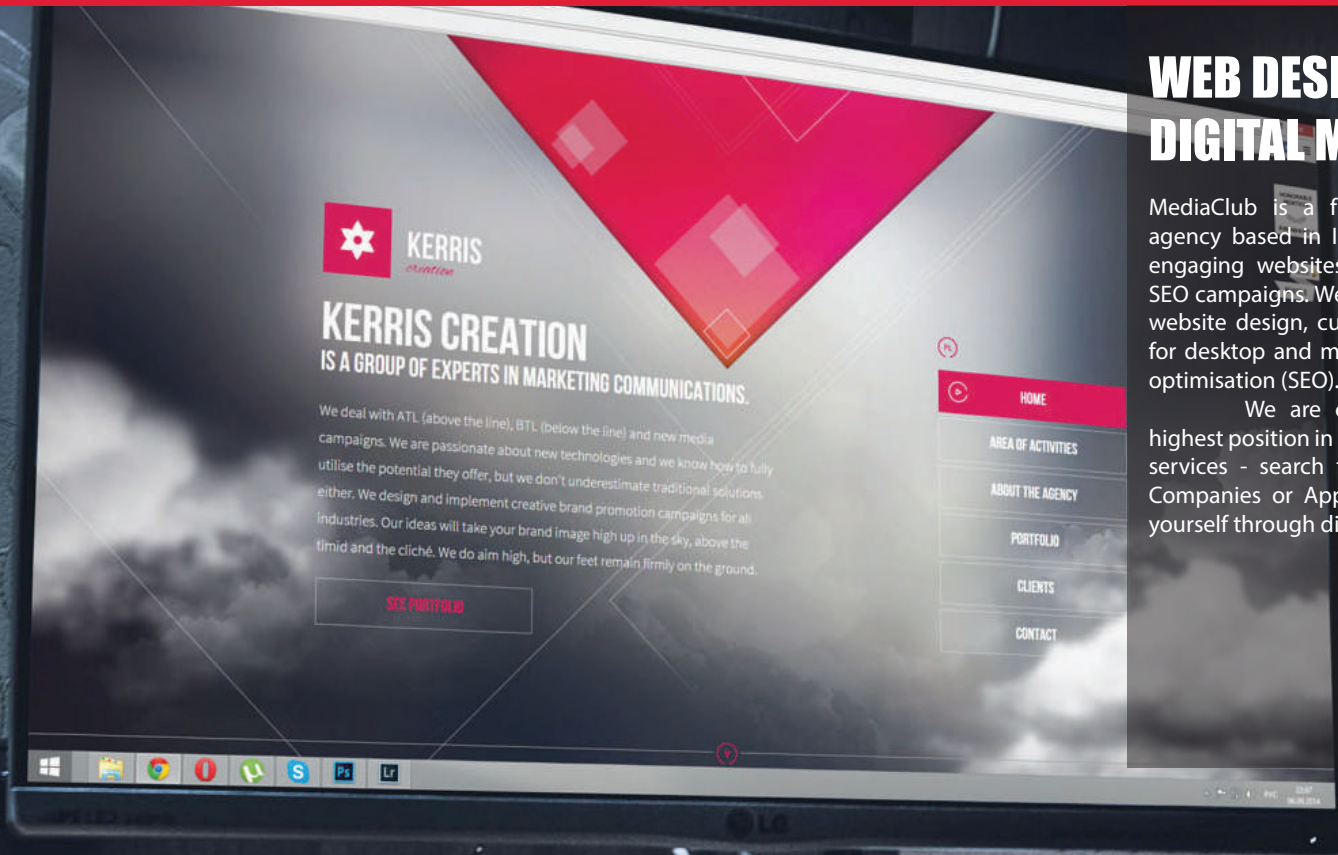 KERRIS
creation
KERRIS CREATION
IS A GROUP OF EXPERTS IN MARKETING COMMUNICATIONS.
We deal with ATL (above the line), BTL (below the line) and new media
campaigns. We are passionate about new technologies and we know how to fully
utilise the potential they offer, but we don't underestimate traditional solutions
either. We design and implement creative brand promotion campaigns for all
industries. Our ideas will take your brand image high up in the sky, above the
timid and the cliché. We do aim high, but our feet remain firmly on the ground.
SEE PORTFOLIO
PL
HOME
AREA OF ACTIVITIES
ABOUT THE AGENCY
PORTFOLIO
CLIENTS
CONTACT
WEB DESI
DIGITAL M
MediaClub is a f
agency based in l
engaging websites
SEO campaigns. We
website design, cu
for desktop and m
optimisation (SEO).
We are
highest position in
services - search
Companies or App
yourself through di
S
Ps
Lr
LG